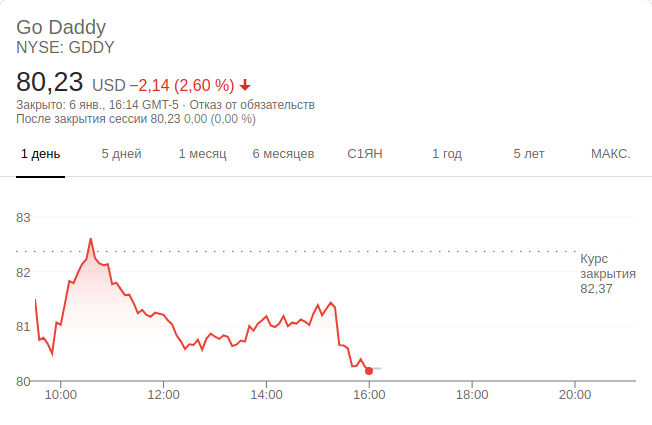 Go Daddy
NYSE: GDDY
80,23 USD −2,14 (2,60 %)
Закрыто: 6 янв., 16:14 GMT-5 · Отказ от обязательств
После закрытия сессии 80,23 0,00 (0,00 %)
1 день 5 дней 1 месяц 6 месяцев С1ЯН 1 год 5 лет МАКС.
83
Курс
закрытия
82,37
82
81
80
10:00 12:00 14:00 16:00 18:00 20:00